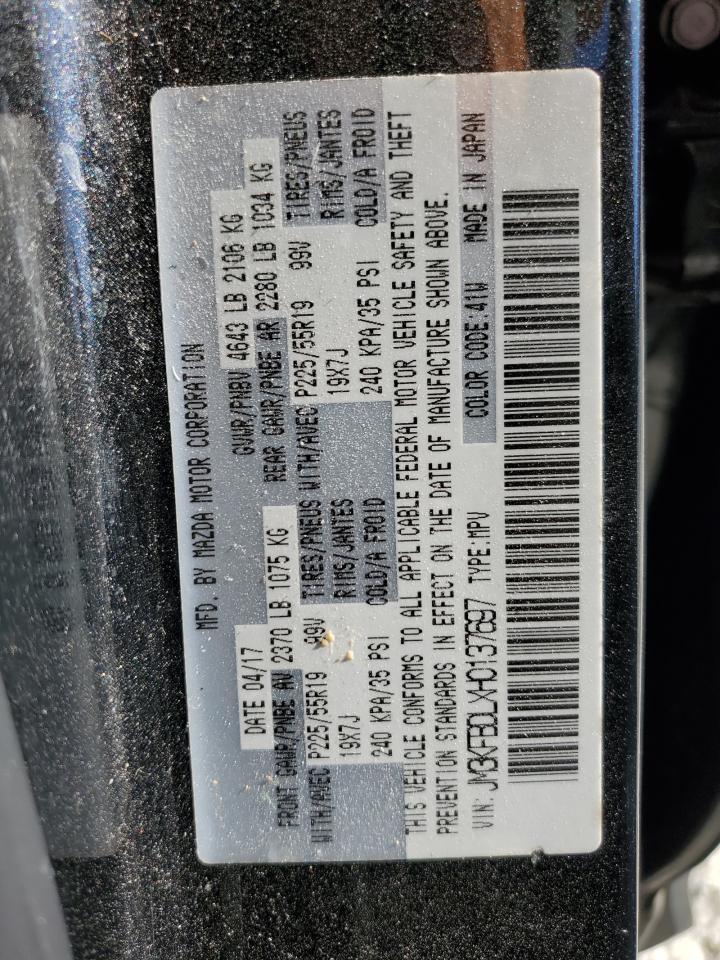 MFD. BY MAZDA MOTOR CORPORATION
DATE 04/17 GVWR/PNBV 4643 LB 2106 KG
FRONT GAWR/PNBE AV 2370 LB 1075 KG REAR GAWR/PNBE AR 2280 LB 1034 KG
WITH/AVEC P225/55R19 99V TIRES/PNEUS WITH/AVEC P225/55R19 99V TIRES/PNEUS
19X7J RIMS/JANTES 19X7J RIMS/JANTES
240 KPA/35 PSI COLD/A FROID 240 KPA/35 PSI COLD/A FROID
THIS VEHICLE CONFORMS TO ALL APPLICABLE FEDERAL MOTOR VEHICLE SAFETY AND THEFT
PREVENTION STANDARDS IN EFFECT ON THE DATE OF MANUFACTURE SHOWN ABOVE.
VIN: JM3KFBDLXH0137697 TYPE:MPV COLOR CODE:41W MADE IN JAPAN